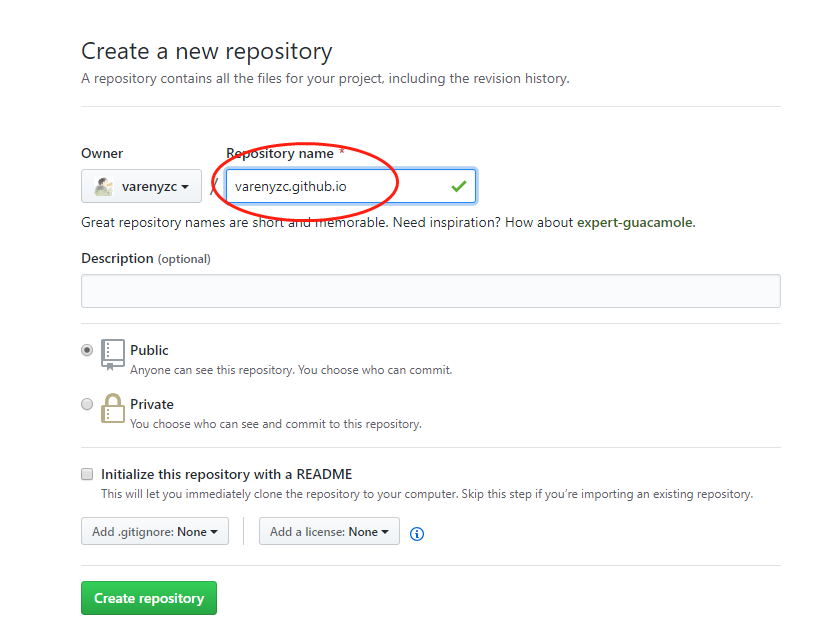 Create a new repository
A repository contains all the files for your project, including the revision history.
Owner
Repository name *
varenyzc
/
varenyzc.github.io
Great repository names are short and memorable. Need inspiration? How about expert-guacamole.
Description (optional)
Public
Anyone can see this repository. You choose who can commit.
Private
You choose who can see and commit to this repository.
Initialize this repository with a README
This will let you immediately clone the repository to your computer. Skip this step if you’re importing an existing repository.
Add .gitignore: None
Add a license: None
Create repository